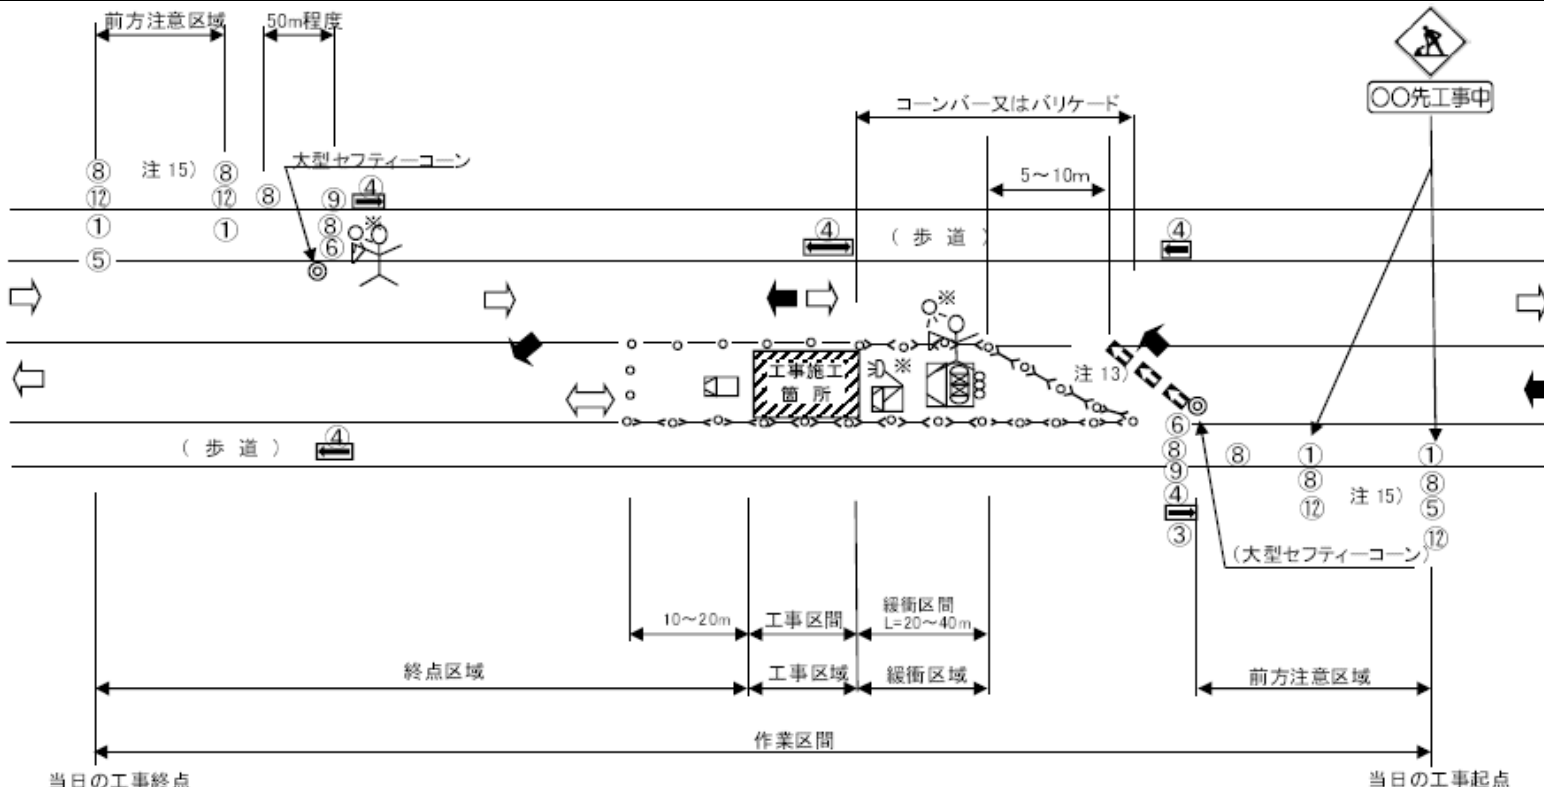 前方注意区域
50m程度
〇〇先工事中
コーンバー又はバリケード
大型セフティーコーン
5～10m
⑧
注 15)
⑧
④
⑫
⑫
⑧
⑨
①
①
⑧
※
⑥
⑤
④
(歩道)
④
※
工事施工
箇所
※
注 13)
(歩道)
④
⑥
⑧
⑨
④
③
⑧
①
⑧
⑫
注 15)
①
⑧
⑤
⑫
(大型セフティーコーン)
10～20m
工事区間
緩衝区間
L=20～40m
終点区域
工事区域
緩衝区域
前方注意区域
作業区間
当日の工事終点
当日の工事起点